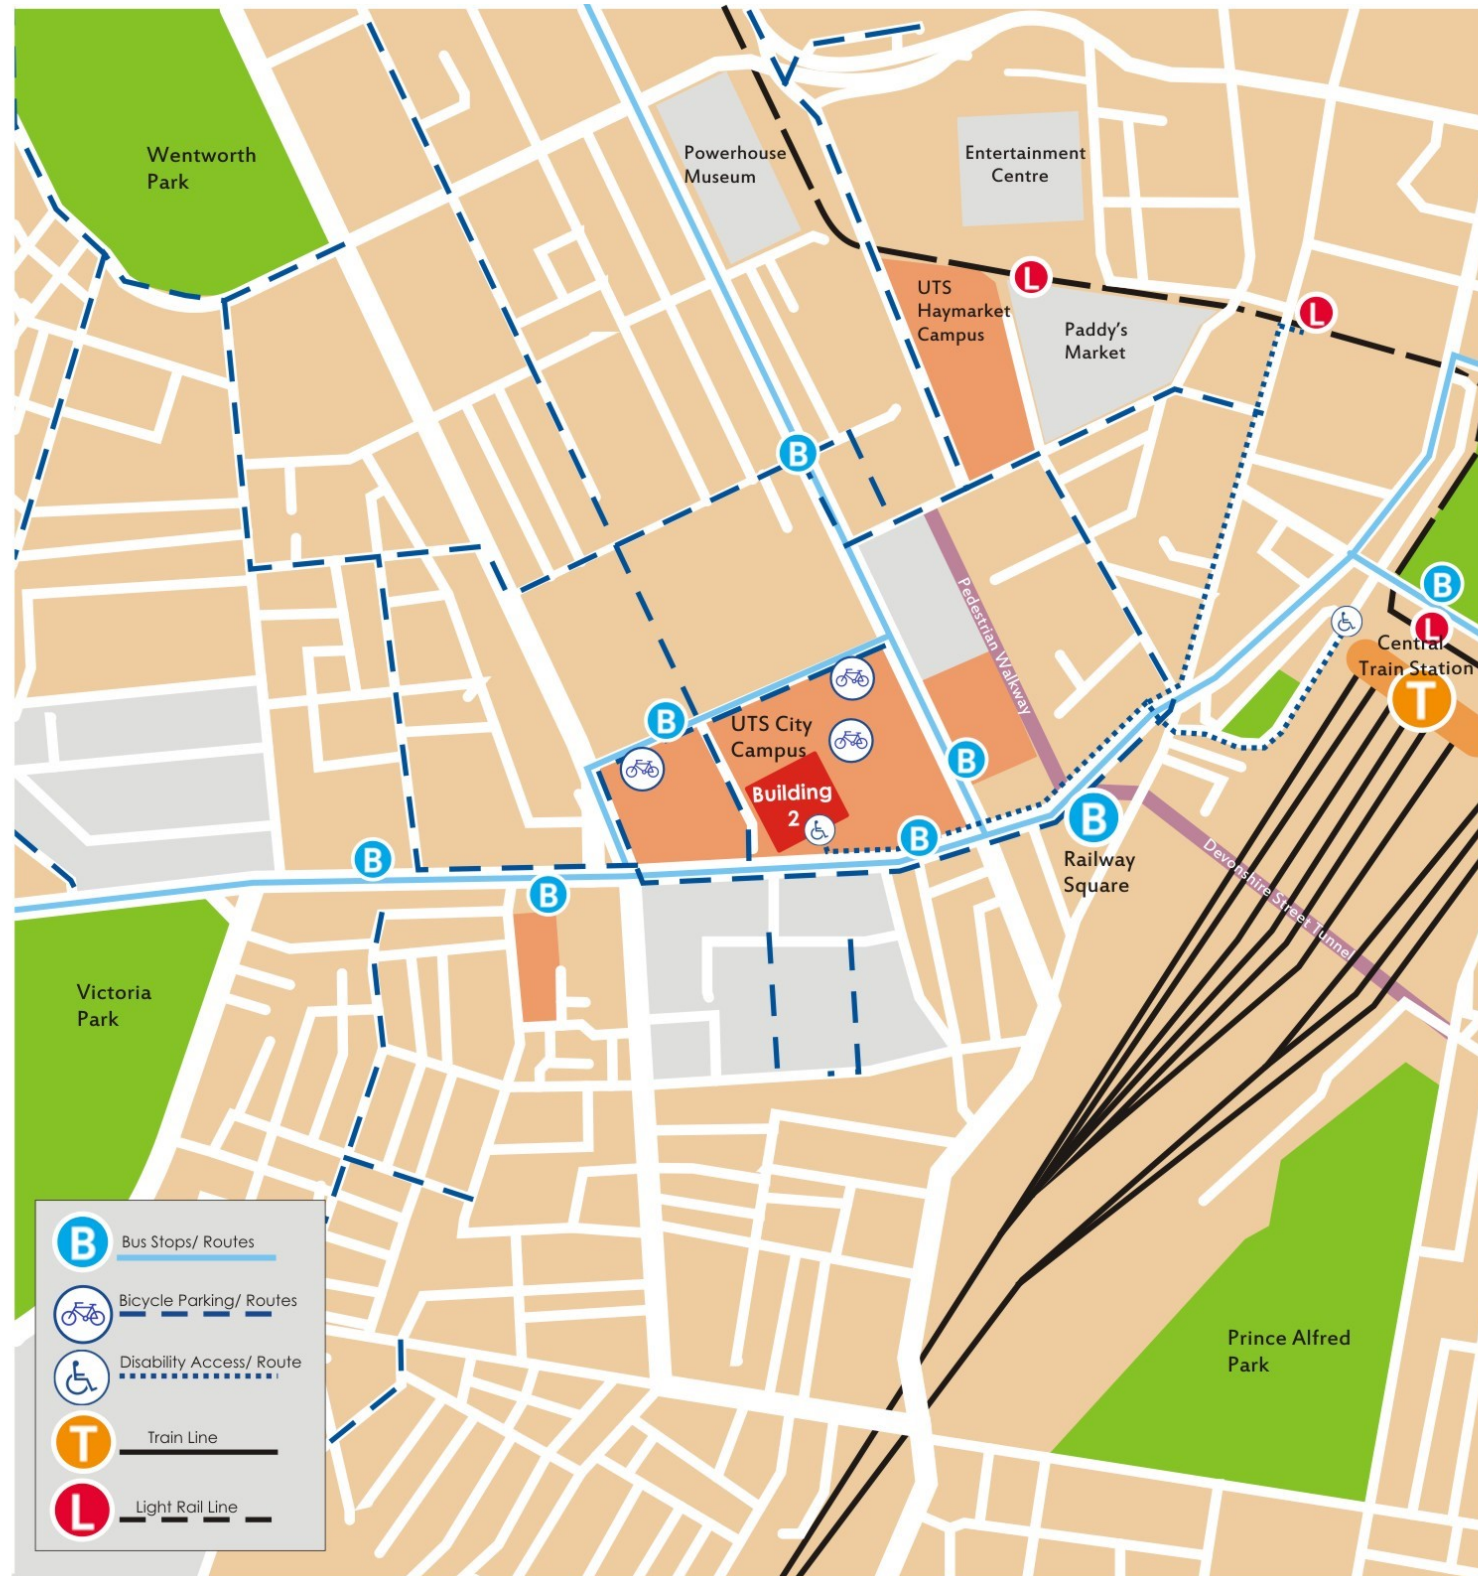 Wentworth
Park
Powerhouse
Museum
Entertainment
Centre
L
UTS
Haymarket
Campus
L
Paddy's
Market
B
Pedestrian Walkway
B
L
Central
Train Station
T
B
UTS City
Campus
B
Building
2
B
B
Railway
Square
B
B
Devonshire Street Tunnel
Victoria
Park
Prince Alfred
Park
B Bus Stops/ Routes
Bicycle Parking/ Routes
Disability Access/ Route
T Train Line
L Light Rail Line